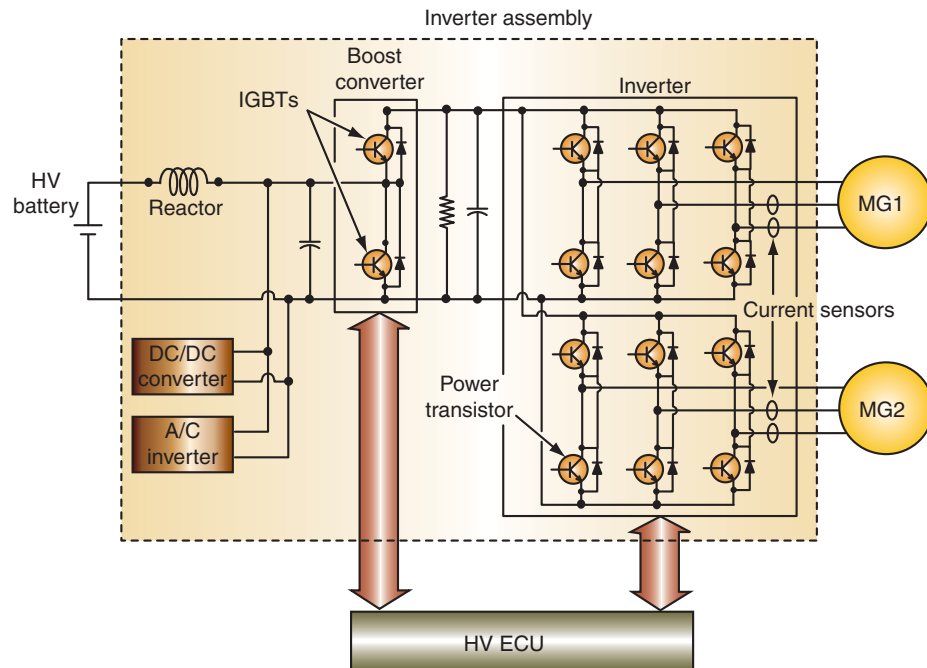 Inverter assembly
Boost
converter
IGBTs
Inverter
HV
battery
Reactor
MG1
Current sensors
DC/DC
converter
Power
transistor
MG2
A/C
inverter
HV ECU